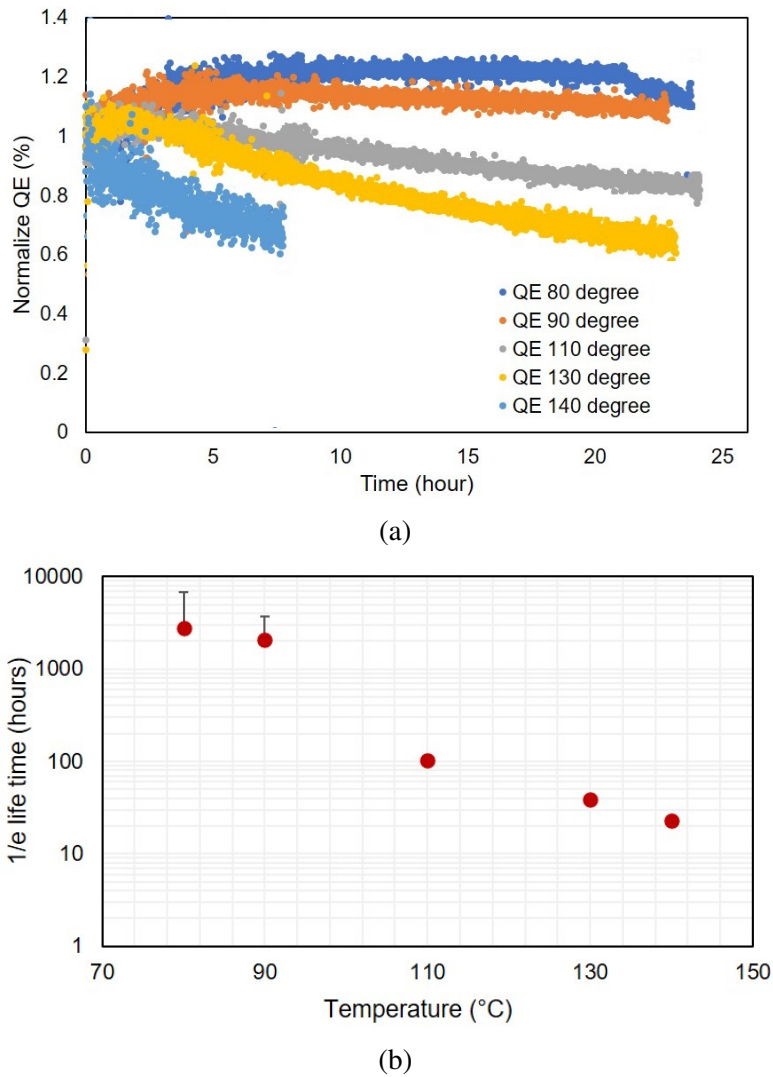 1.4
1.2
1
0.8
0.6
0.4
0.2
0
Normalize QE (%)
QE 80 degree
QE 90 degree
QE 110 degree
QE 130 degree
QE 140 degree
0 5 10 15 20 25
Time (hour)
(a)
10000
1000
100
10
1
1/e life time (hours)
70 90 110 130 150
Temperature (°C)
(b)